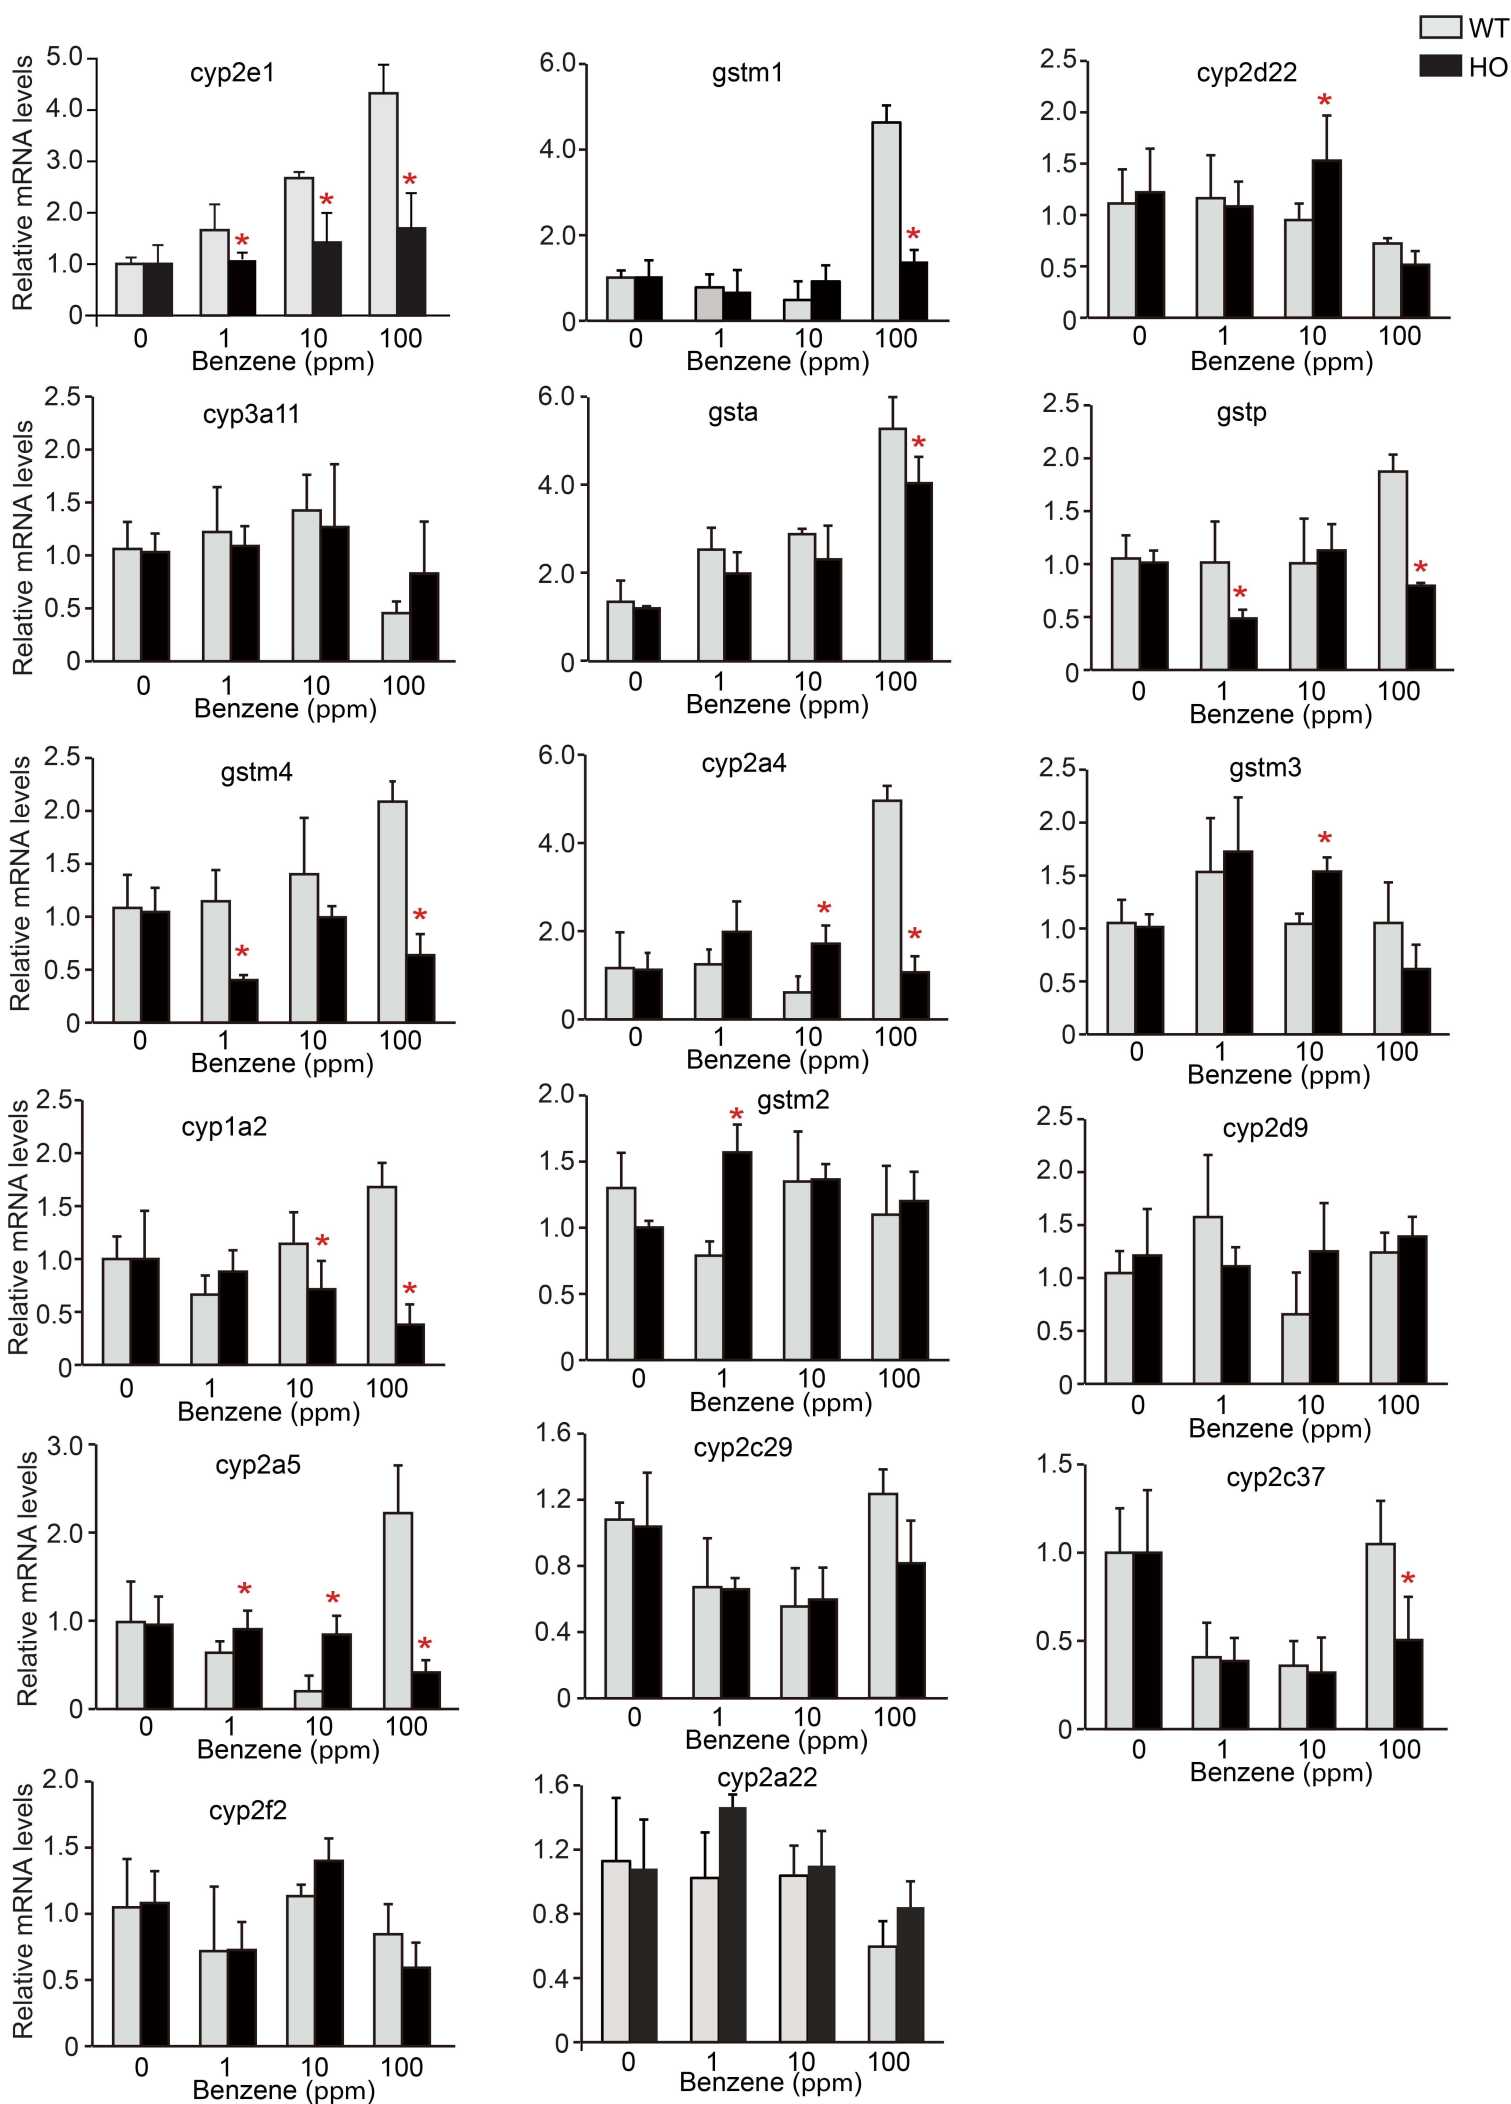 WT
HO
cyp2e1
Relative mRNA levels
5.0
4.0
3.0
2.0
1.0
0
*
*
*
0 1 10 100
Benzene (ppm)
gstm1
6.0
4.0
2.0
0
*
0 1 10 100
Benzene (ppm)
cyp2d22
2.5
2.0
1.5
1.0
0.5
0
*
0 1 10 100
Benzene (ppm)
cyp3a11
Relative mRNA levels
2.5
2.0
1.5
1.0
0.5
0
0 1 10 100
Benzene (ppm)
gsta
6.0
4.0
2.0
0
*
0 1 10 100
Benzene (ppm)
gstp
2.5
2.0
1.5
1.0
0.5
0
*
*
0 1 10 100
Benzene (ppm)
gstm4
Relative mRNA levels
2.5
2.0
1.5
1.0
0.5
0
*
*
0 1 10 100
Benzene (ppm)
cyp2a4
6.0
4.0
2.0
0
*
*
0 1 10 100
Benzene (ppm)
gstm3
2.5
2.0
1.5
1.0
0.5
0
*
0 1 10 100
Benzene (ppm)
cyp1a2
Relative mRNA levels
2.5
2.0
1.5
1.0
0.5
0
*
*
0 1 10 100
Benzene (ppm)
gstm2
2.0
1.5
1.0
0.5
0
*
0 1 10 100
Benzene (ppm)
cyp2d9
2.5
2.0
1.5
1.0
0.5
0
0 1 10 100
Benzene (ppm)
cyp2a5
Relative mRNA levels
3.0
2.0
1.0
0
*
*
*
0 1 10 100
Benzene (ppm)
cyp2c29
1.6
1.2
0.8
0.4
0
0 1 10 100
Benzene (ppm)
cyp2c37
1.5
1.0
0.5
0
*
0 1 10 100
Benzene (ppm)
cyp2f2
Relative mRNA levels
2.0
1.5
1.0
0.5
0
0 1 10 100
Benzene (ppm)
cyp2a22
1.6
1.2
0.8
0.4
0
0 1 10 100
Benzene (ppm)